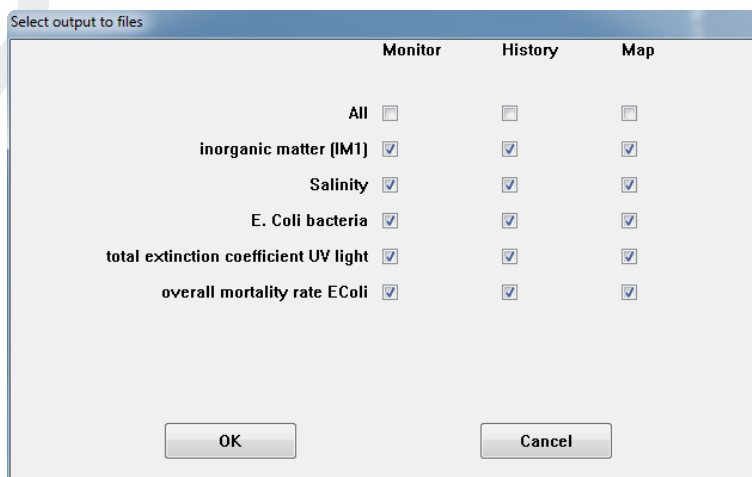 Select output to files
Monitor History Map
All
inorganic matter (IM1)
Salinity
E. Coli bacteria
total extinction coefficient UV light
overall mortality rate EColi
OK Cancel